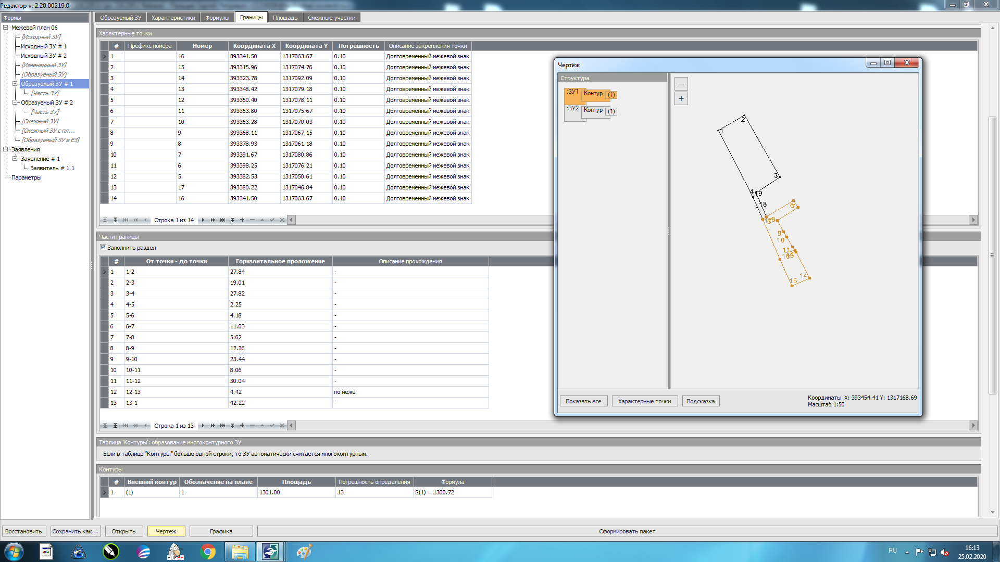 Редактор v. 2.20.00219.0
Формы
Межевой план 06
[Исходный ЗУ]
Исходный ЗУ # 1
Исходный ЗУ # 2
[Измененный ЗУ]
[Образуемый ЗУ]
Образуемый ЗУ # 1
[Часть ЗУ]
Образуемый ЗУ # 2
[Часть ЗУ]
[Смежный ЗУ]
[Смежный ЗУ с пл...
[Образуемый ЗУ в ЕЗ]
Заявления
Заявление # 1
Заявитель # 1.1
Параметры
Образуемый ЗУ Характеристики Формулы Границы Площадь Смежные участки
Характерные точки
# Префикс номера Номер Координата X Координата Y Погрешность Описание закрепления точки
1 16 393341.50 1317063.67 0.10 Долговременный межевой знак
2 15 393315.96 1317074.76 0.10 Долговременный межевой знак
3 14 393323.78 1317092.09 0.10 Долговременный межевой знак
4 13 393348.42 1317079.18 0.10 Долговременный межевой знак
5 12 393350.40 1317078.11 0.10 Долговременный межевой знак
6 11 393353.80 1317075.67 0.10 Долговременный межевой знак
7 10 393363.28 1317070.03 0.10 Долговременный межевой знак
8 9 393368.11 1317067.15 0.10 Долговременный межевой знак
9 8 393378.93 1317061.18 0.10 Долговременный межевой знак
10 7 393391.67 1317080.86 0.10 Долговременный межевой знак
11 6 393398.25 1317076.21 0.10 Долговременный межевой знак
12 5 393382.53 1317050.61 0.10 Долговременный межевой знак
13 17 393380.22 1317046.84 0.10 Долговременный межевой знак
14 16 393341.50 1317063.67 0.10 Долговременный межевой знак
Строка 1 из 14
Части границы
Заполнить раздел
# От точки - до точки Горизонтальное проложение Описание прохождения
1 1-2 27.84 -
2 2-3 19.01 -
3 3-4 27.82 -
4 4-5 2.25 -
5 5-6 4.18 -
6 6-7 11.03 -
7 7-8 5.62 -
8 8-9 12.36 -
9 9-10 23.44 -
10 10-11 8.06 -
11 11-12 30.04 -
12 12-13 4.42 по меже
13 13-1 42.22 -
Строка 1 из 13
Таблица 'Контуры': образование многоконтурного ЗУ
Если в таблице "Контуры" больше одной строки, то ЗУ автоматически считается многоконтурным.
Контуры
# Внешний контур Обозначение на плане Площадь Погрешность определения Формула
1 (1) 1 1301.00 13 S(1) = 1300.72
Чертёж
Структура
:ЗУ1 Контур (1)
:ЗУ2 Контур (1)
1
2
3
4
19
18
9
10
14
15
Показать все Характерные точки Подсказка
Координаты X: 393454.41 Y: 1317168.69
Масштаб 1:50
Восстановить Сохранить как... Открыть Чертеж Графика Сформировать пакет
PDF24
RU
16:13
25.02.2020